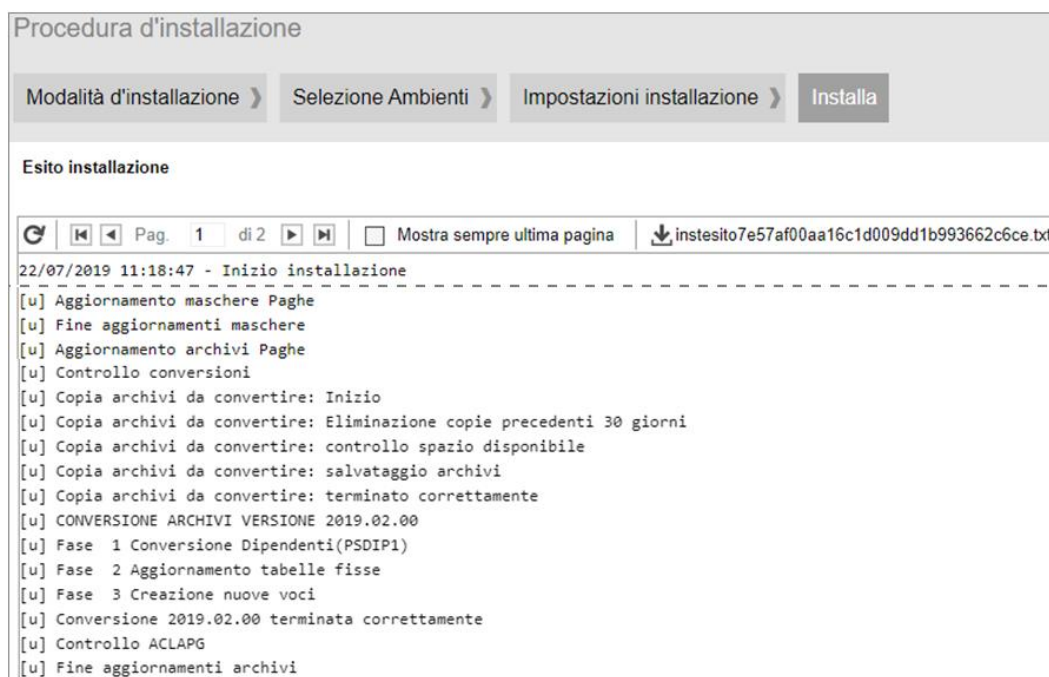 Procedura d'installazione
Modalità d'installazione ❯ Selezione Ambienti ❯ Impostazioni installazione ❯ Installa
Esito installazione
Pag. 1 di 2 Mostra sempre ultima pagina instesito7e57af00aa16c1d009dd1b993662c6ce.txt
22/07/2019 11:18:47 - Inizio installazione
[u] Aggiornamento maschere Paghe
[u] Fine aggiornamenti maschere
[u] Aggiornamento archivi Paghe
[u] Controllo conversioni
[u] Copia archivi da convertire: Inizio
[u] Copia archivi da convertire: Eliminazione copie precedenti 30 giorni
[u] Copia archivi da convertire: controllo spazio disponibile
[u] Copia archivi da convertire: salvataggio archivi
[u] Copia archivi da convertire: terminato correttamente
[u] CONVERSIONE ARCHIVI VERSIONE 2019.02.00
[u] Fase  1 Conversione Dipendenti(PSDIP1)
[u] Fase  2 Aggiornamento tabelle fisse
[u] Fase  3 Creazione nuove voci
[u] Conversione 2019.02.00 terminata correttamente
[u] Controllo ACLAPG
[u] Fine aggiornamenti archivi